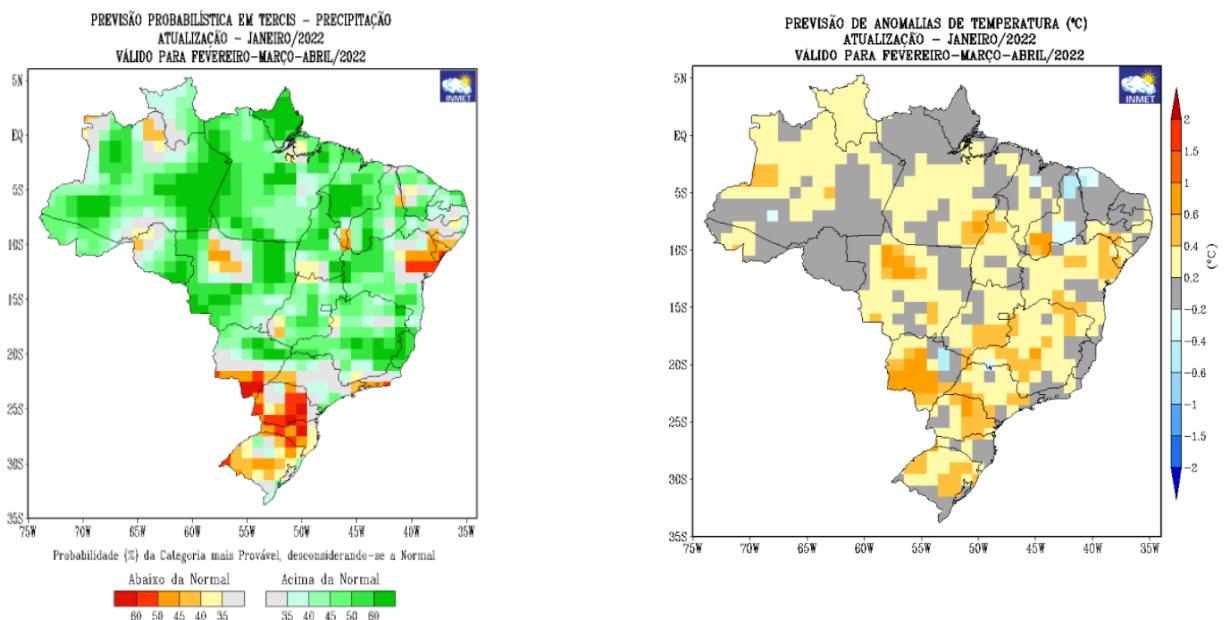 PREVISÃO PROBABILÍSTICA EM TERCIS – PRECIPITAÇÃO
ATUALIZAÇÃO – JANEIRO/2022
VÁLIDO PARA FEVEREIRO–MARÇO–ABRIL/2022
INMET
5N
EQ
5S
10S
15S
20S
25S
30S
35S
75W 70W 65W 60W 55W 50W 45W 40W 35W
Probabilidade (%) da Categoria mais Provável, desconsiderando-se a Normal
Abaixo da Normal Acima da Normal
60 50 45 40 35 35 40 45 50 60
PREVISÃO DE ANOMALIAS DE TEMPERATURA (°C)
ATUALIZAÇÃO – JANEIRO/2022
VÁLIDO PARA FEVEREIRO–MARÇO–ABRIL/2022
INMET
5N
EQ
5S
10S
15S
20S
25S
30S
35S
75W 70W 65W 60W 55W 50W 45W 40W 35W
2
1.5
1
0.6
0.4
0.2
-0.2
-0.4
-0.6
-1
-1.5
-2
(°C)